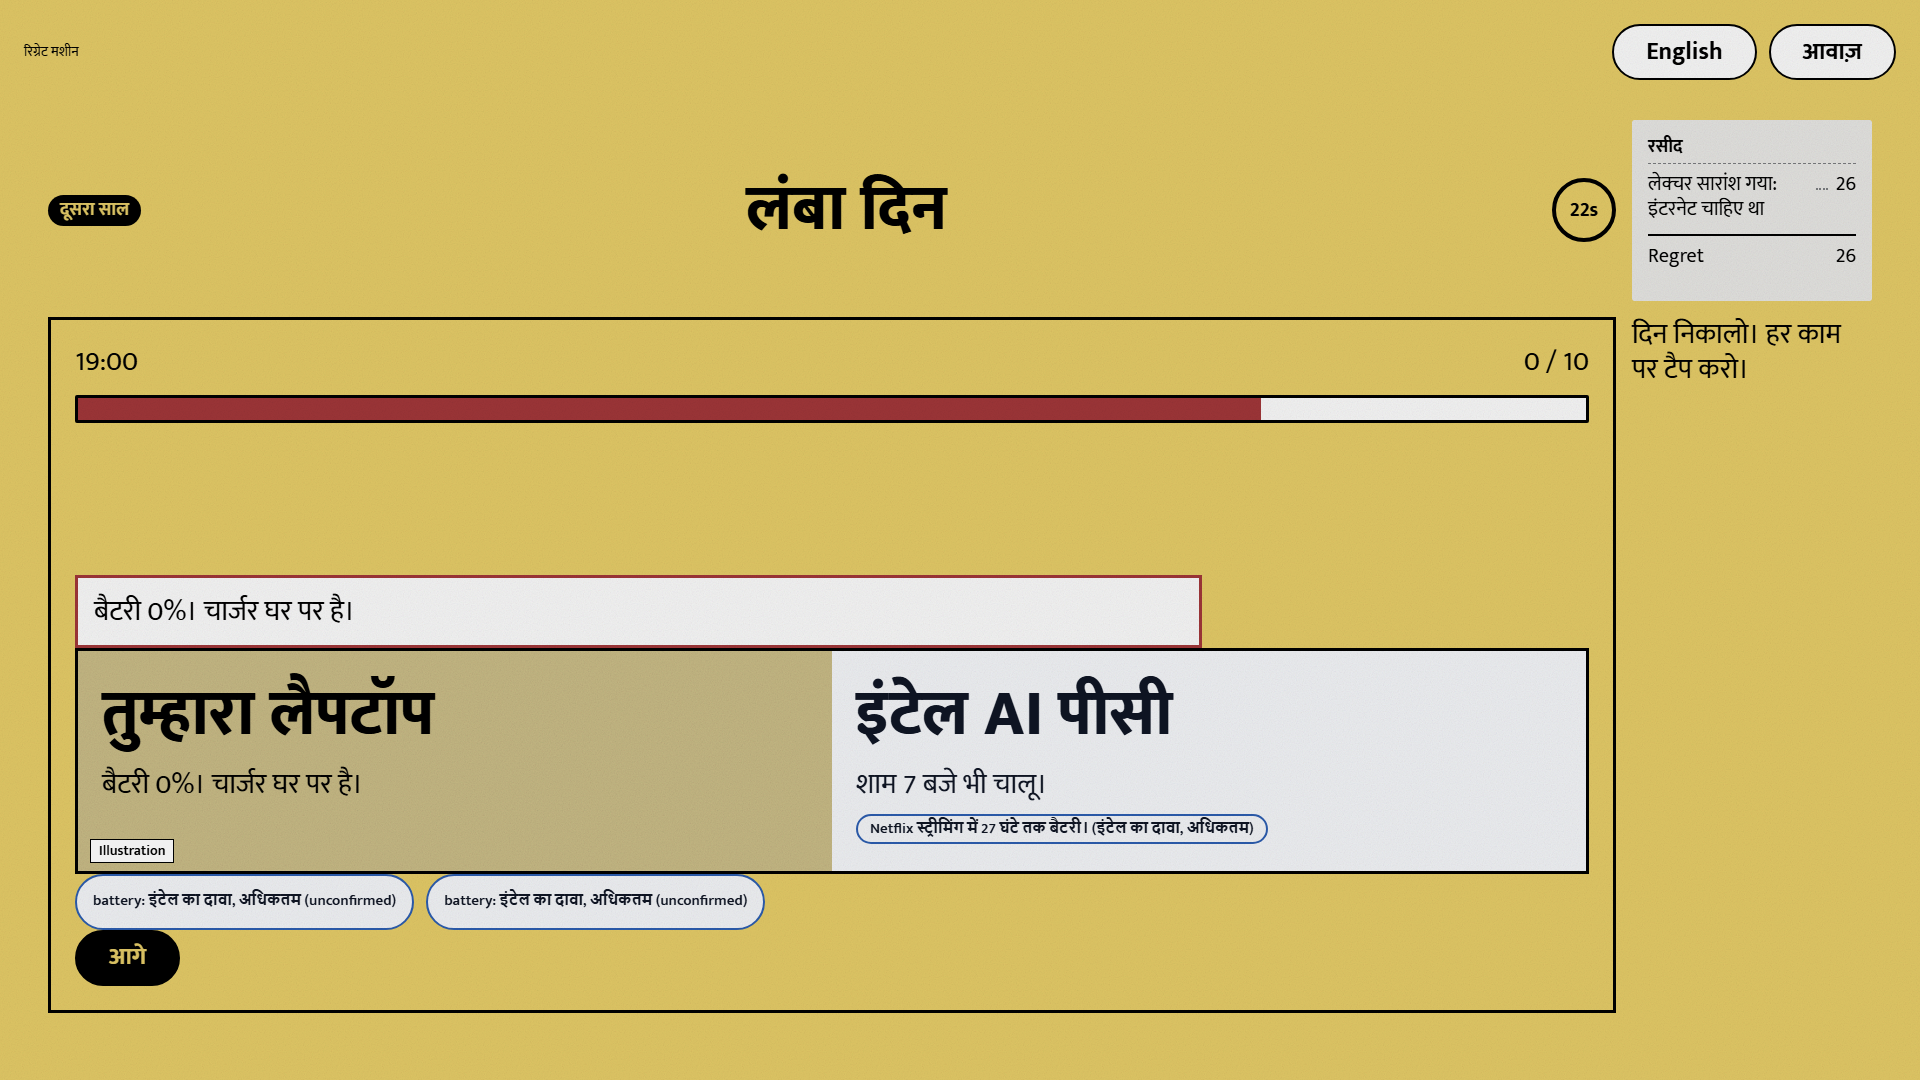 रिग्रेट मशीन
English
आवाज़
दूसरा साल
लंबा दिन
22s
रसीद
लेक्चर सारांश गया: .... 26
इंटरनेट चाहिए था
Regret 26
दिन निकालो। हर काम
पर टैप करो।
19:00
0 / 10
बैटरी 0%। चार्जर घर पर है।
तुम्हारा लैपटॉप
बैटरी 0%। चार्जर घर पर है।
Illustration
इंटेल AI पीसी
शाम 7 बजे भी चालू।
Netflix स्ट्रीमिंग में 27 घंटे तक बैटरी। (इंटेल का दावा, अधिकतम)
battery: इंटेल का दावा, अधिकतम (unconfirmed)
battery: इंटेल का दावा, अधिकतम (unconfirmed)
आगे